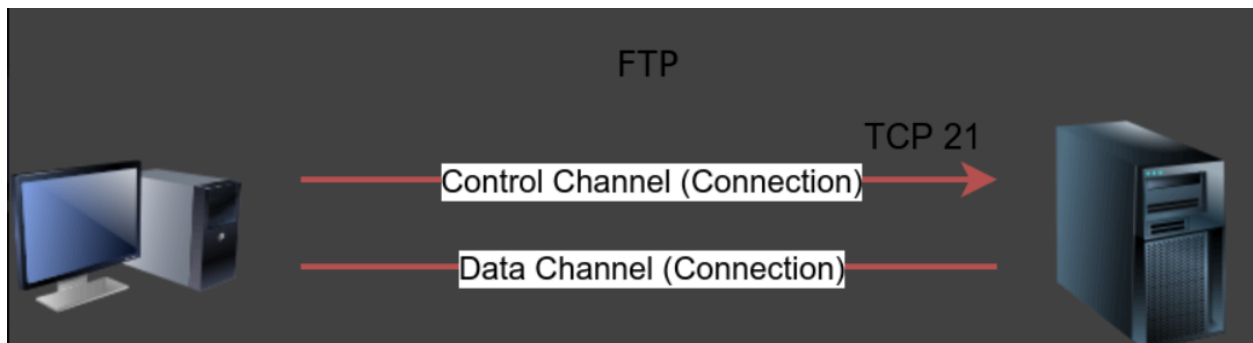 FTP
TCP 21
Control Channel (Connection)
Data Channel (Connection)